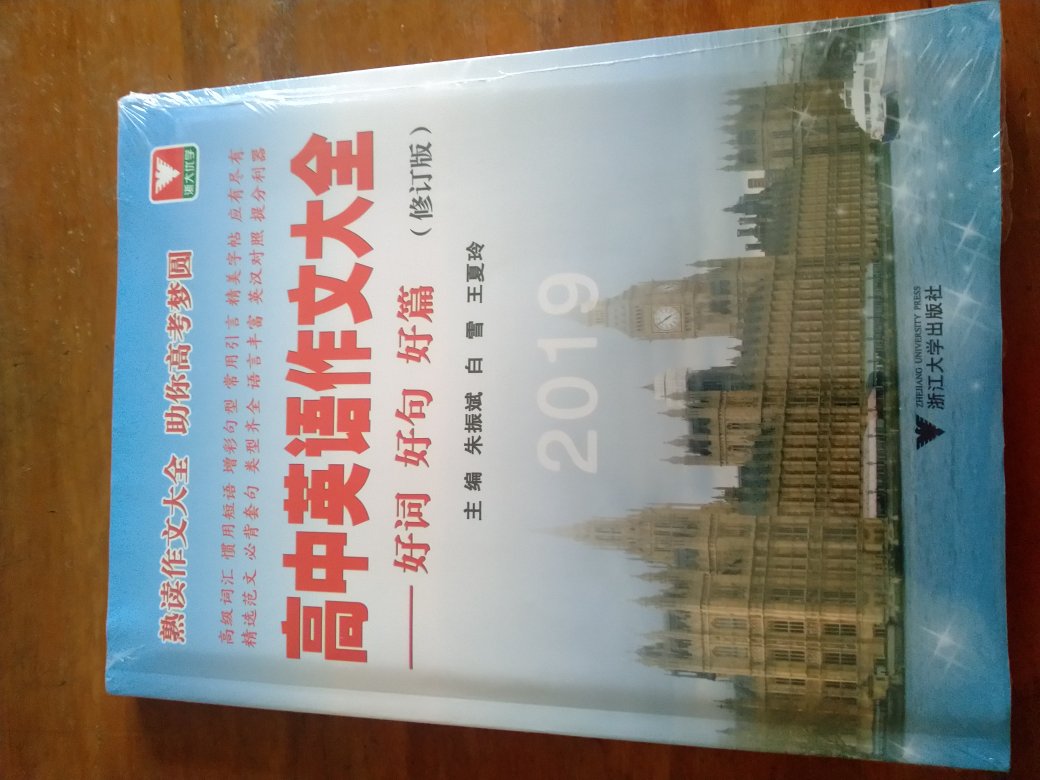 浙大优学
熟读作文大全 助你高考梦圆
高级词汇 惯用短语 增彩句型 常用引言 精美字帖 应有尽有
精选范文 必背套句 类型齐全 语言丰富 英汉对照 提分利器
高中英语作文大全
——好词 好句 好篇 (修订版)
主 编 朱振斌 白 雪 王夏玲
2019
ZHEJIANG UNIVERSITY PRESS
浙江大学出版社